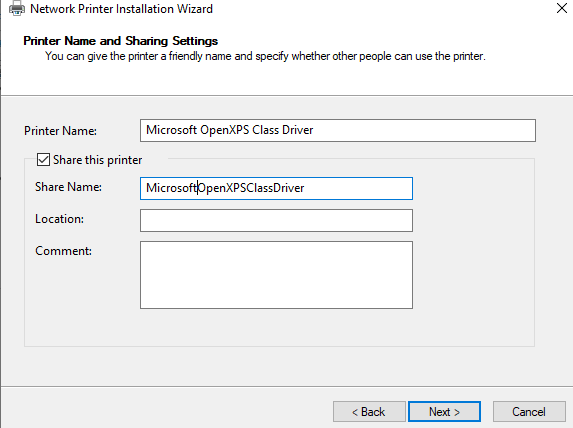 Network Printer Installation Wizard
Printer Name and Sharing Settings
You can give the printer a friendly name and specify whether other people can use the printer.
Printer Name: Microsoft OpenXPS Class Driver
Share this printer
Share Name: MicrosoftOpenXPSClassDriver
Location:
Comment:
< Back Next > Cancel